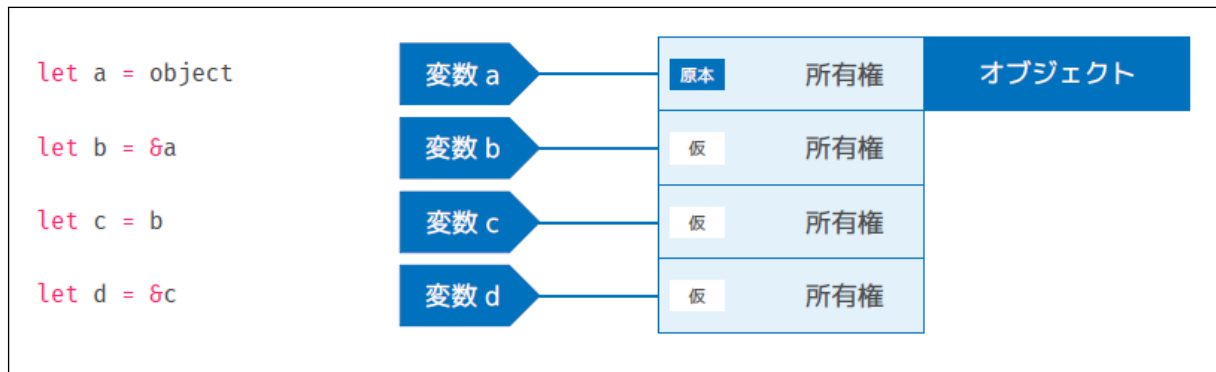 let a = object 変数 a 原本 所有権 オブジェクト
let b = &a 変数 b 仮 所有権
let c = b 変数 c 仮 所有権
let d = &c 変数 d 仮 所有権